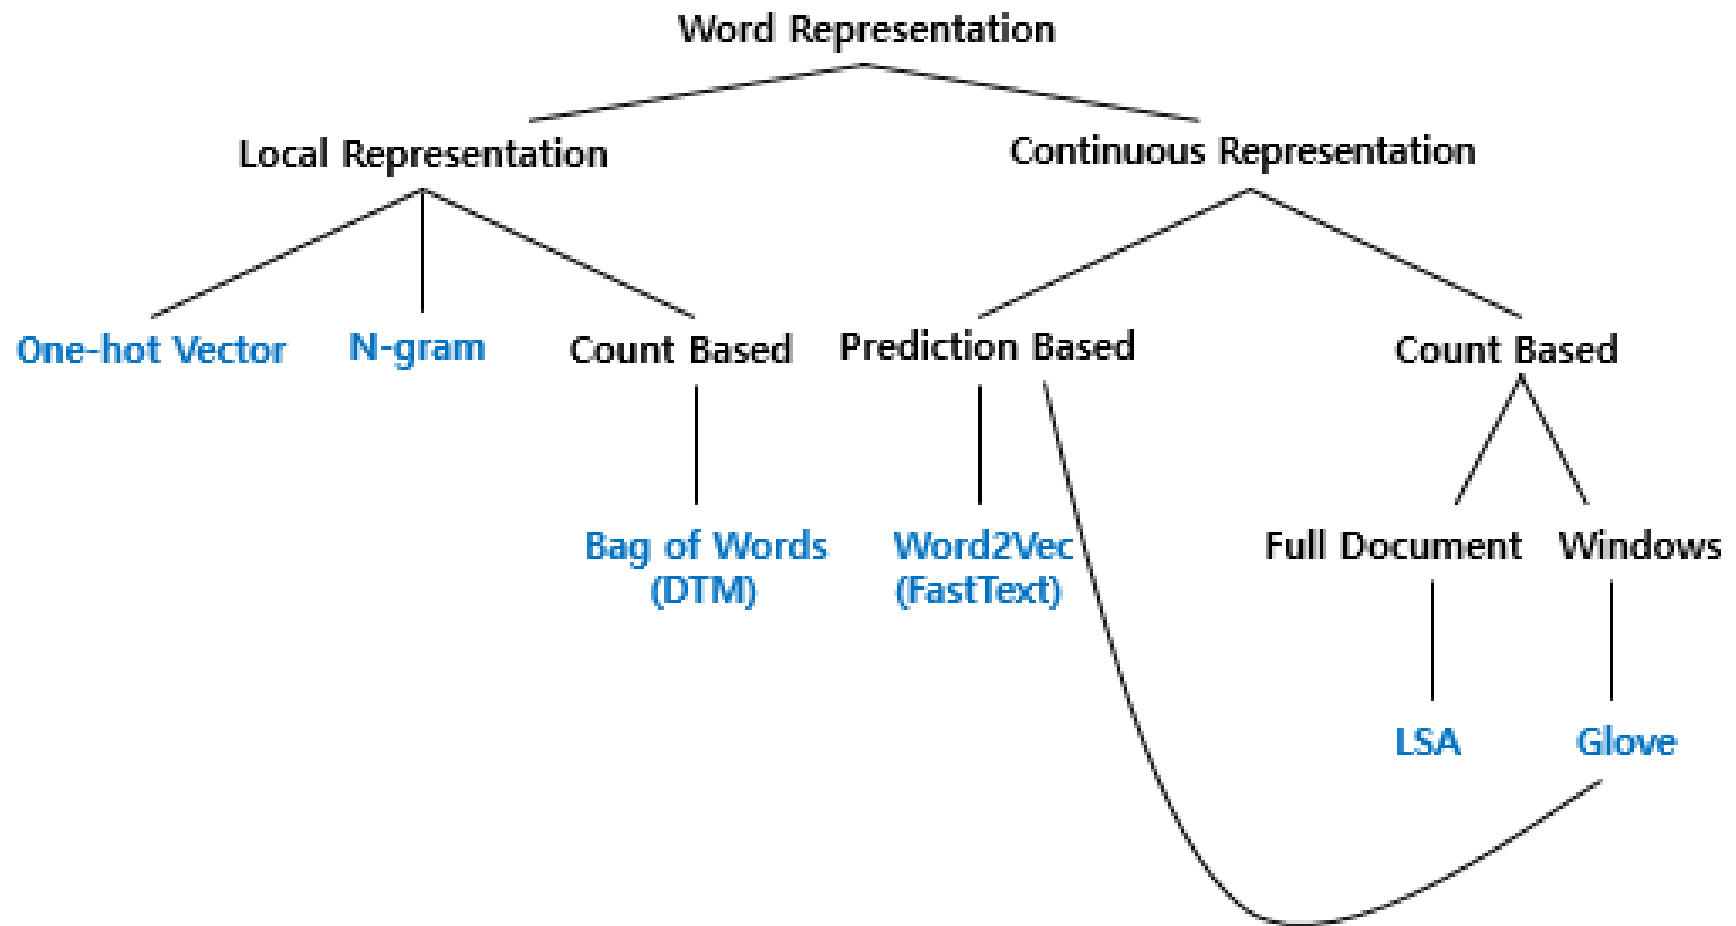 Word Representation
Local Representation
Continuous Representation
One-hot Vector
N-gram
Count Based
Prediction Based
Count Based
Bag of Words
(DTM)
Word2Vec
(FastText)
Full Document
Windows
LSA
Glove